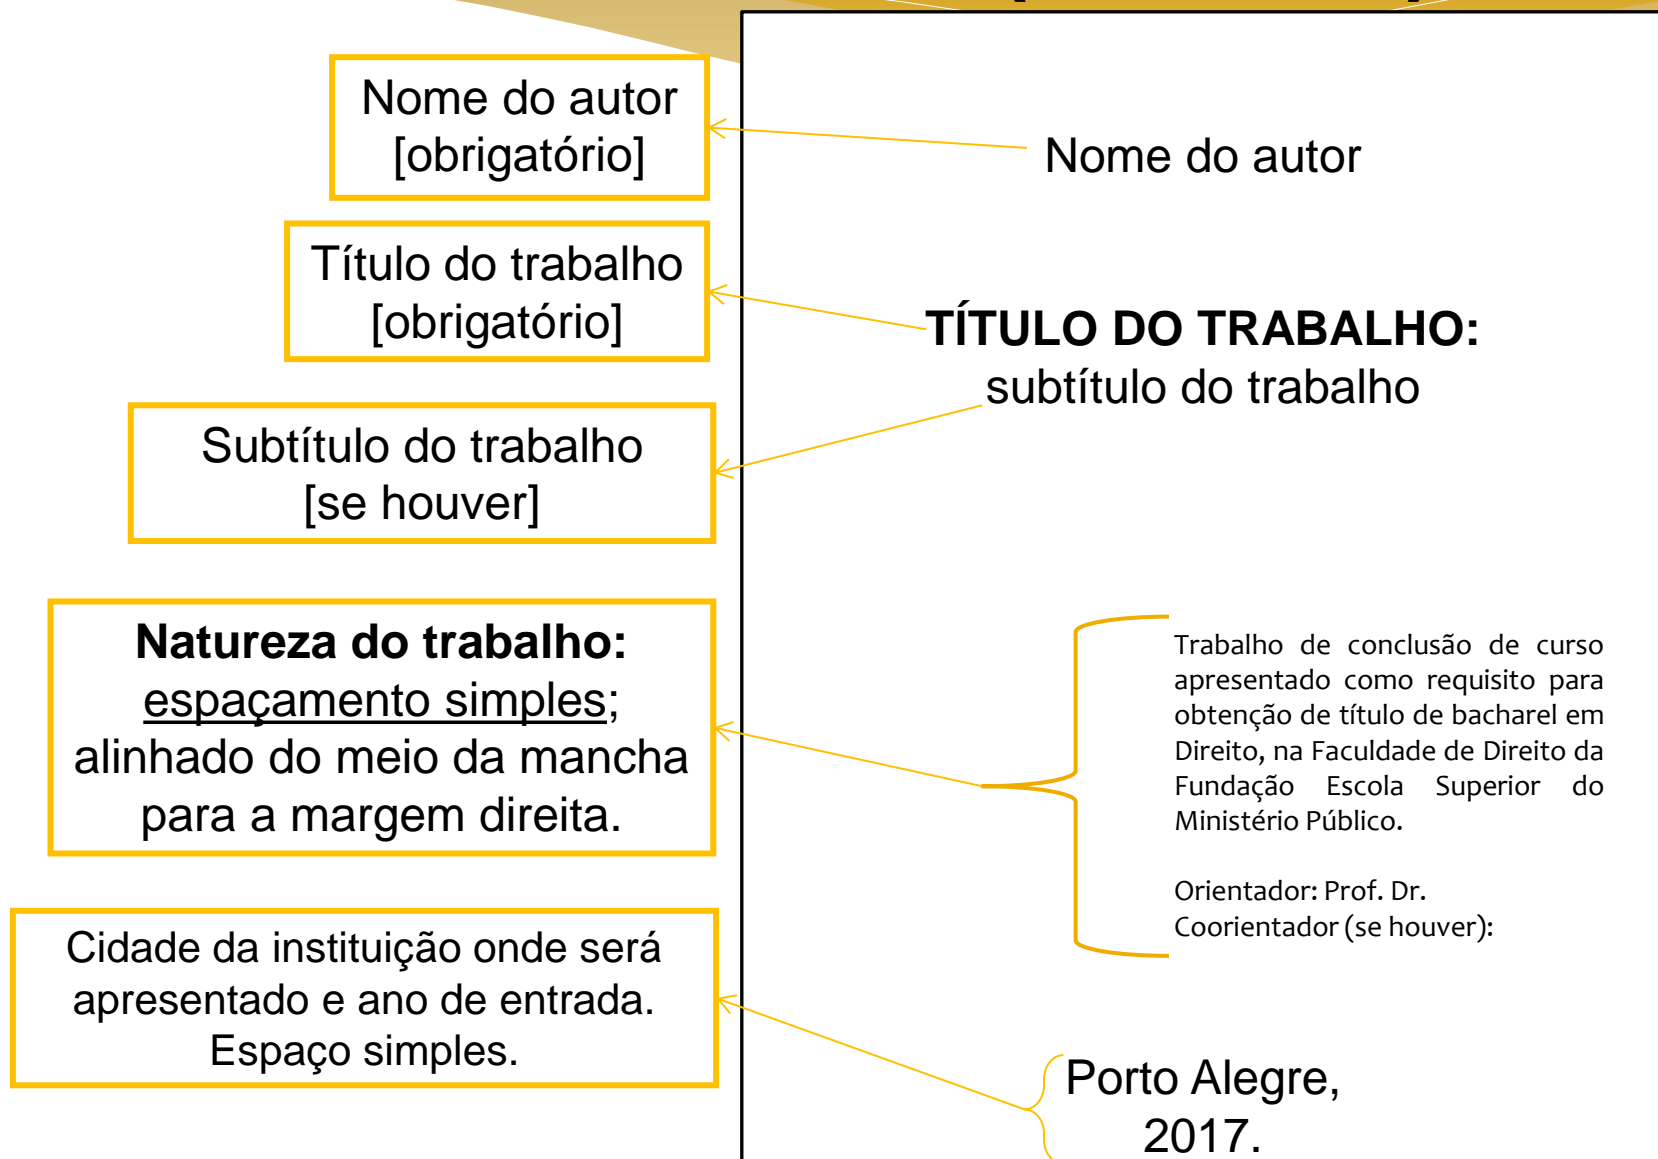 Nome do autor
[obrigatório]
Nome do autor
Título do trabalho
[obrigatório]
TÍTULO DO TRABALHO:
subtítulo do trabalho
Subtítulo do trabalho
[se houver]
Natureza do trabalho:
espaçamento simples;
alinhado do meio da mancha
para a margem direita.
Trabalho de conclusão de curso
apresentado como requisito para
obtenção de título de bacharel em
Direito, na Faculdade de Direito da
Fundação Escola Superior do
Ministério Público.
Orientador: Prof. Dr.
Coorientador (se houver):
Cidade da instituição onde será
apresentado e ano de entrada.
Espaço simples.
Porto Alegre,
2017.